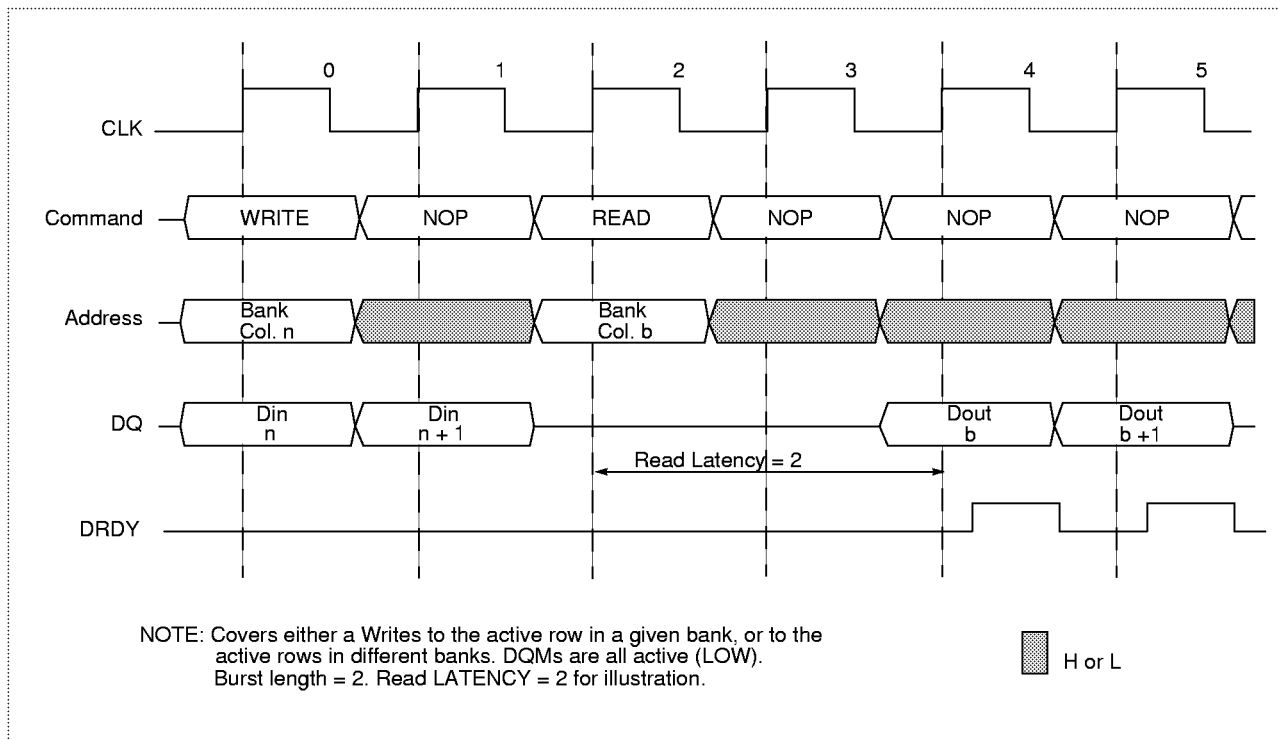 0 1 2 3 4 5
CLK
Command WRITE NOP READ NOP NOP NOP
Address Bank Col. n Bank Col. b
DQ Din n Din n + 1 Dout b Dout b +1
Read Latency = 2
DRDY
NOTE: Covers either a Writes to the active row in a given bank, or to the
active rows in different banks. DQMs are all active (LOW).
Burst length = 2. Read LATENCY = 2 for illustration.
H or L